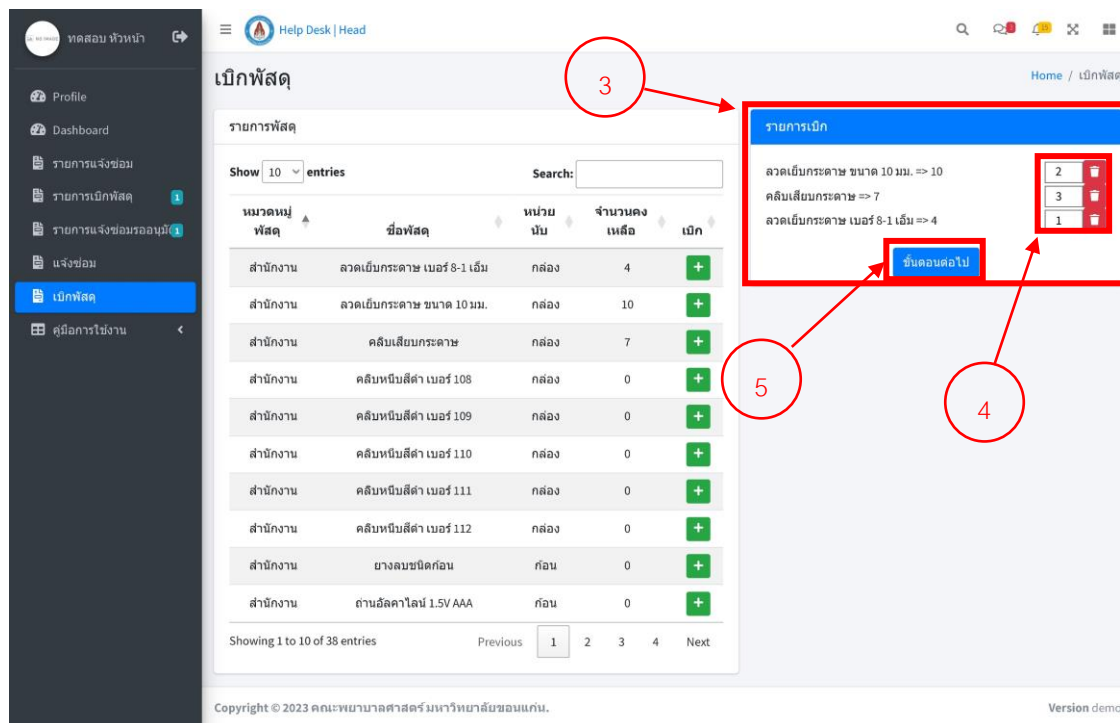 ทดสอบ หัวหน้า
Help Desk | Head
15
Profile
Dashboard
รายการแจ้งซ่อม
รายการเบิกพัสดุ 1
รายการแจ้งซ่อมรออนุมัติ 1
แจ้งซ่อม
เบิกพัสดุ
คู่มือการใช้งาน
เบิกพัสดุ
Home / เบิกพัสดุ
3
รายการพัสดุ
Show 10 entries Search:
หมวดหมู่พัสดุ ชื่อพัสดุ หน่วยนับ จำนวนคงเหลือ เบิก
สำนักงาน ลวดเย็บกระดาษ เบอร์ 8-1 เอ็ม กล่อง 4 +
สำนักงาน ลวดเย็บกระดาษ ขนาด 10 มม. กล่อง 10 +
สำนักงาน คลิบเสียบกระดาษ กล่อง 7 +
สำนักงาน คลิบหนีบสีดำ เบอร์ 108 กล่อง 0 +
สำนักงาน คลิบหนีบสีดำ เบอร์ 109 กล่อง 0 +
สำนักงาน คลิบหนีบสีดำ เบอร์ 110 กล่อง 0 +
สำนักงาน คลิบหนีบสีดำ เบอร์ 111 กล่อง 0 +
สำนักงาน คลิบหนีบสีดำ เบอร์ 112 กล่อง 0 +
สำนักงาน ยางลบชนิดก้อน ก้อน 0 +
สำนักงาน ถ่านอัลคาไลน์ 1.5V AAA ก้อน 0 +
Showing 1 to 10 of 38 entries Previous 1 2 3 4 Next
รายการเบิก
ลวดเย็บกระดาษ ขนาด 10 มม. => 10 2
คลิบเสียบกระดาษ => 7 3
ลวดเย็บกระดาษ เบอร์ 8-1 เอ็ม => 4 1
ขั้นตอนต่อไป
5
4
Copyright © 2023 คณะพยาบาลศาสตร์ มหาวิทยาลัยขอนแก่น.
Version demo